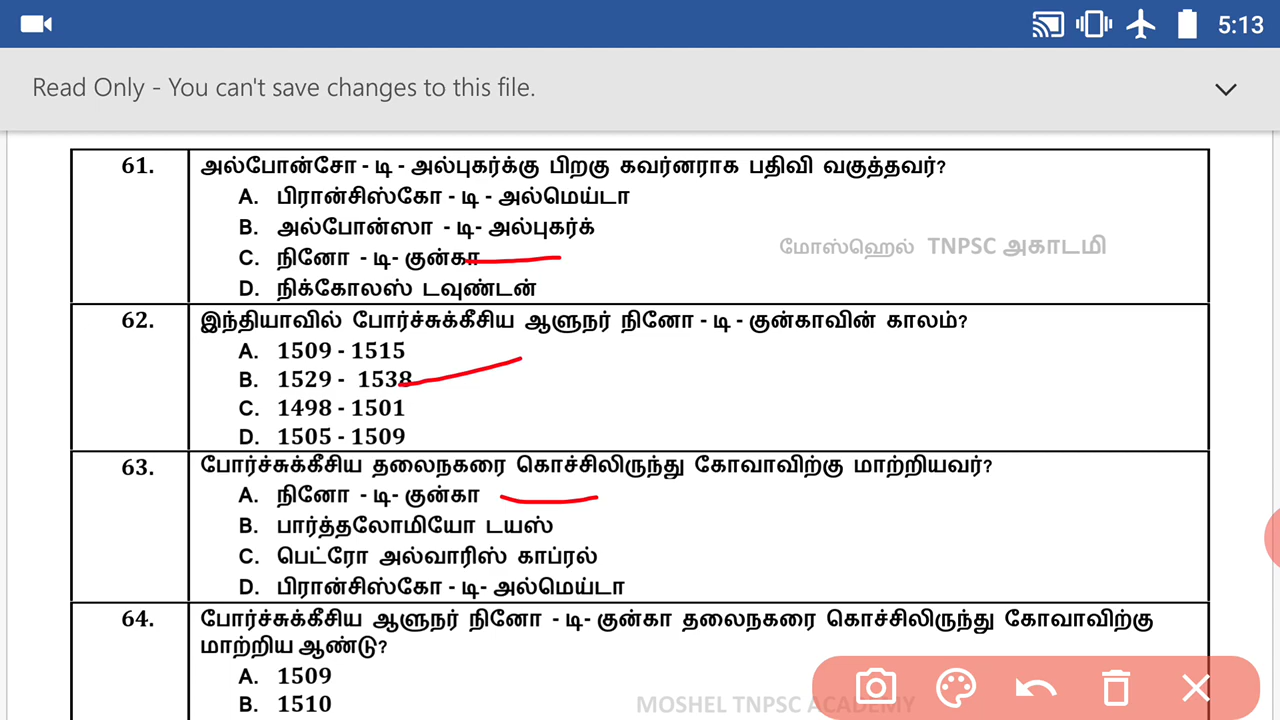 5:13
Read Only - You can't save changes to this file.
61. அல்போன்சோ - டி - அல்புகர்க்கு பிறகு கவர்னராக பதிவி வகுத்தவர்?
A. பிரான்சிஸ்கோ - டி - அல்மெய்டா
B. அல்போன்ஸா - டி- அல்புகர்க்
மோஸ்ஹெல் TNPSC அகாடமி
C. நினோ - டி- குன்கா
D. நிக்கோலஸ் டவுண்டன்
62. இந்தியாவில் போர்ச்சுக்கீசிய ஆளுநர் நினோ - டி - குன்காவின் காலம்?
A. 1509 - 1515
B. 1529 - 1538
C. 1498 - 1501
D. 1505 - 1509
63. போர்ச்சுக்கீசிய தலைநகரை கொச்சிலிருந்து கோவாவிற்கு மாற்றியவர்?
A. நினோ - டி- குன்கா
B. பார்த்தலோமியோ டயஸ்
C. பெட்ரோ அல்வாரிஸ் காப்ரல்
D. பிரான்சிஸ்கோ - டி- அல்மெய்டா
64. போர்ச்சுக்கீசிய ஆளுநர் நினோ - டி- குன்கா தலைநகரை கொச்சிலிருந்து கோவாவிற்கு
மாற்றிய ஆண்டு?
A. 1509
B. 1510
MOSHEL TNPSC ACADEMY